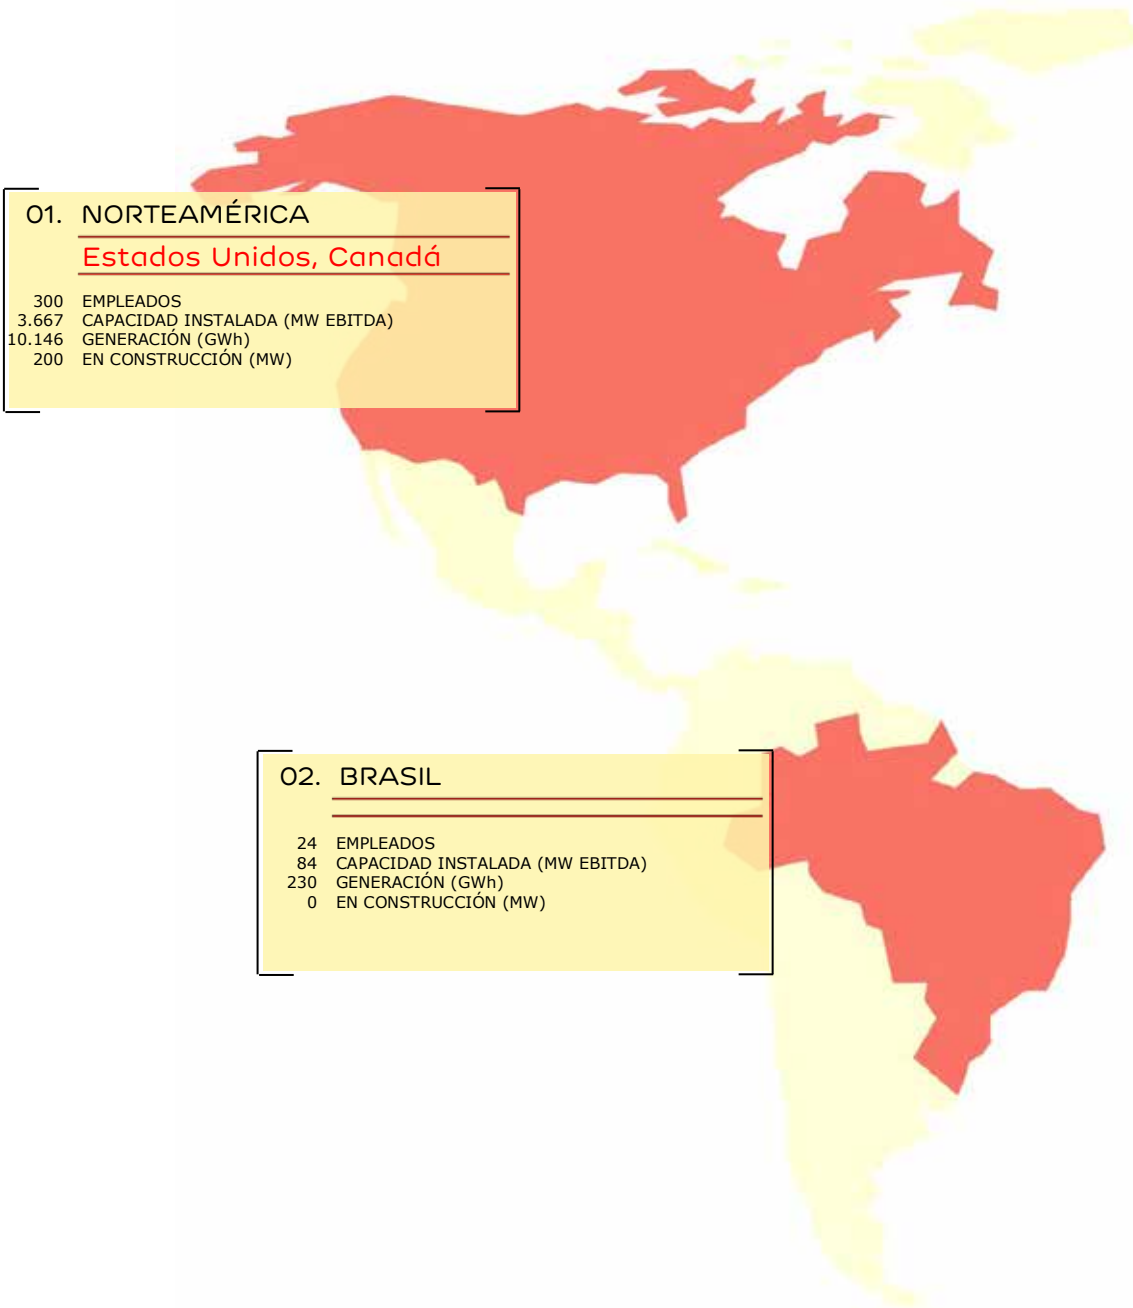 01. NORTEAMÉRICA
Estados Unidos, Canadá
300 EMPLEADOS
3.667 CAPACIDAD INSTALADA (MW EBITDA)
10.146 GENERACIÓN (GWh)
200 EN CONSTRUCCIÓN (MW)
02. BRASIL
24 EMPLEADOS
84 CAPACIDAD INSTALADA (MW EBITDA)
230 GENERACIÓN (GWh)
0 EN CONSTRUCCIÓN (MW)